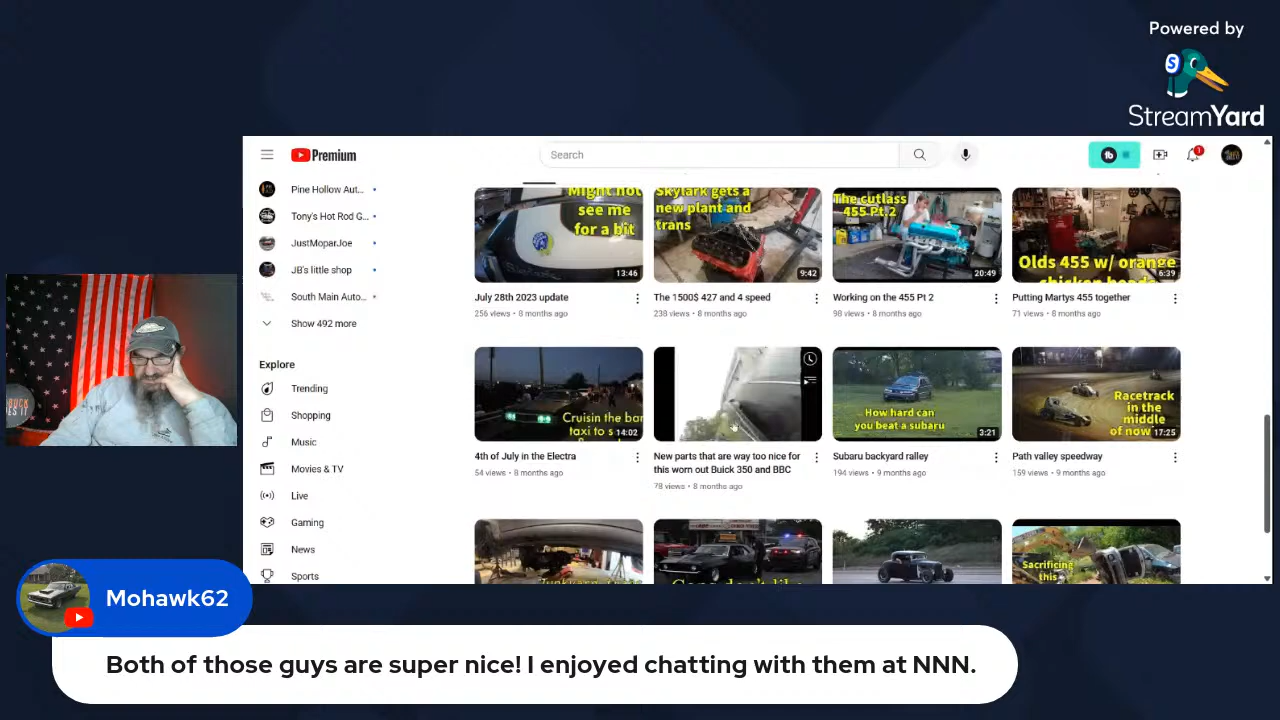 Powered by
StreamYard
Premium
Search
1
Pine Hollow Aut...
Tony's Hot Rod G...
JustMoparJoe
JB's little shop
South Main Auto...
Show 492 more
Explore
Trending
Shopping
Music
Movies & TV
Live
Gaming
News
Sports
Might not
see me
for a bit
13:46
July 28th 2023 update
256 views • 8 months ago
Skylark gets a
new plant and
trans
9:42
The 1500$ 427 and 4 speed
238 views • 8 months ago
The cutlass
455 Pt.2
20:49
Working on the 455 Pt 2
98 views • 8 months ago
Olds 455 w/ orange
chicken heads
6:39
Putting Martys 455 together
71 views • 8 months ago
Cruisin the bar
taxi to s
14:02
4th of July in the Electra
54 views • 8 months ago
New parts that are way too nice for
this worn out Buick 350 and BBC
78 views • 8 months ago
How hard can
you beat a subaru
3:21
Subaru backyard ralley
194 views • 9 months ago
Racetrack
in the
middle
of now
17:25
Path valley speedway
159 views • 9 months ago
Sacrificing
this
Mohawk62
Both of those guys are super nice! I enjoyed chatting with them at NNN.